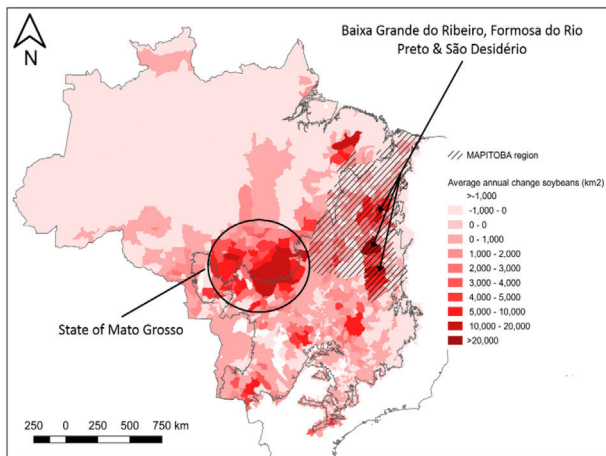 Baixa Grande do Ribeiro, Formosa do Rio
Preto & São Desidério
N
MAPITOBA region
Average annual change soybeans (km2)
>-1,000
-1,000 - 0
0 - 0
0 - 1,000
1,000 - 2,000
2,000 - 3,000
3,000 - 4,000
4,000 - 5,000
5,000 - 10,000
10,000 - 20,000
>20,000
State of Mato Grosso
250 0 250 500 750 km